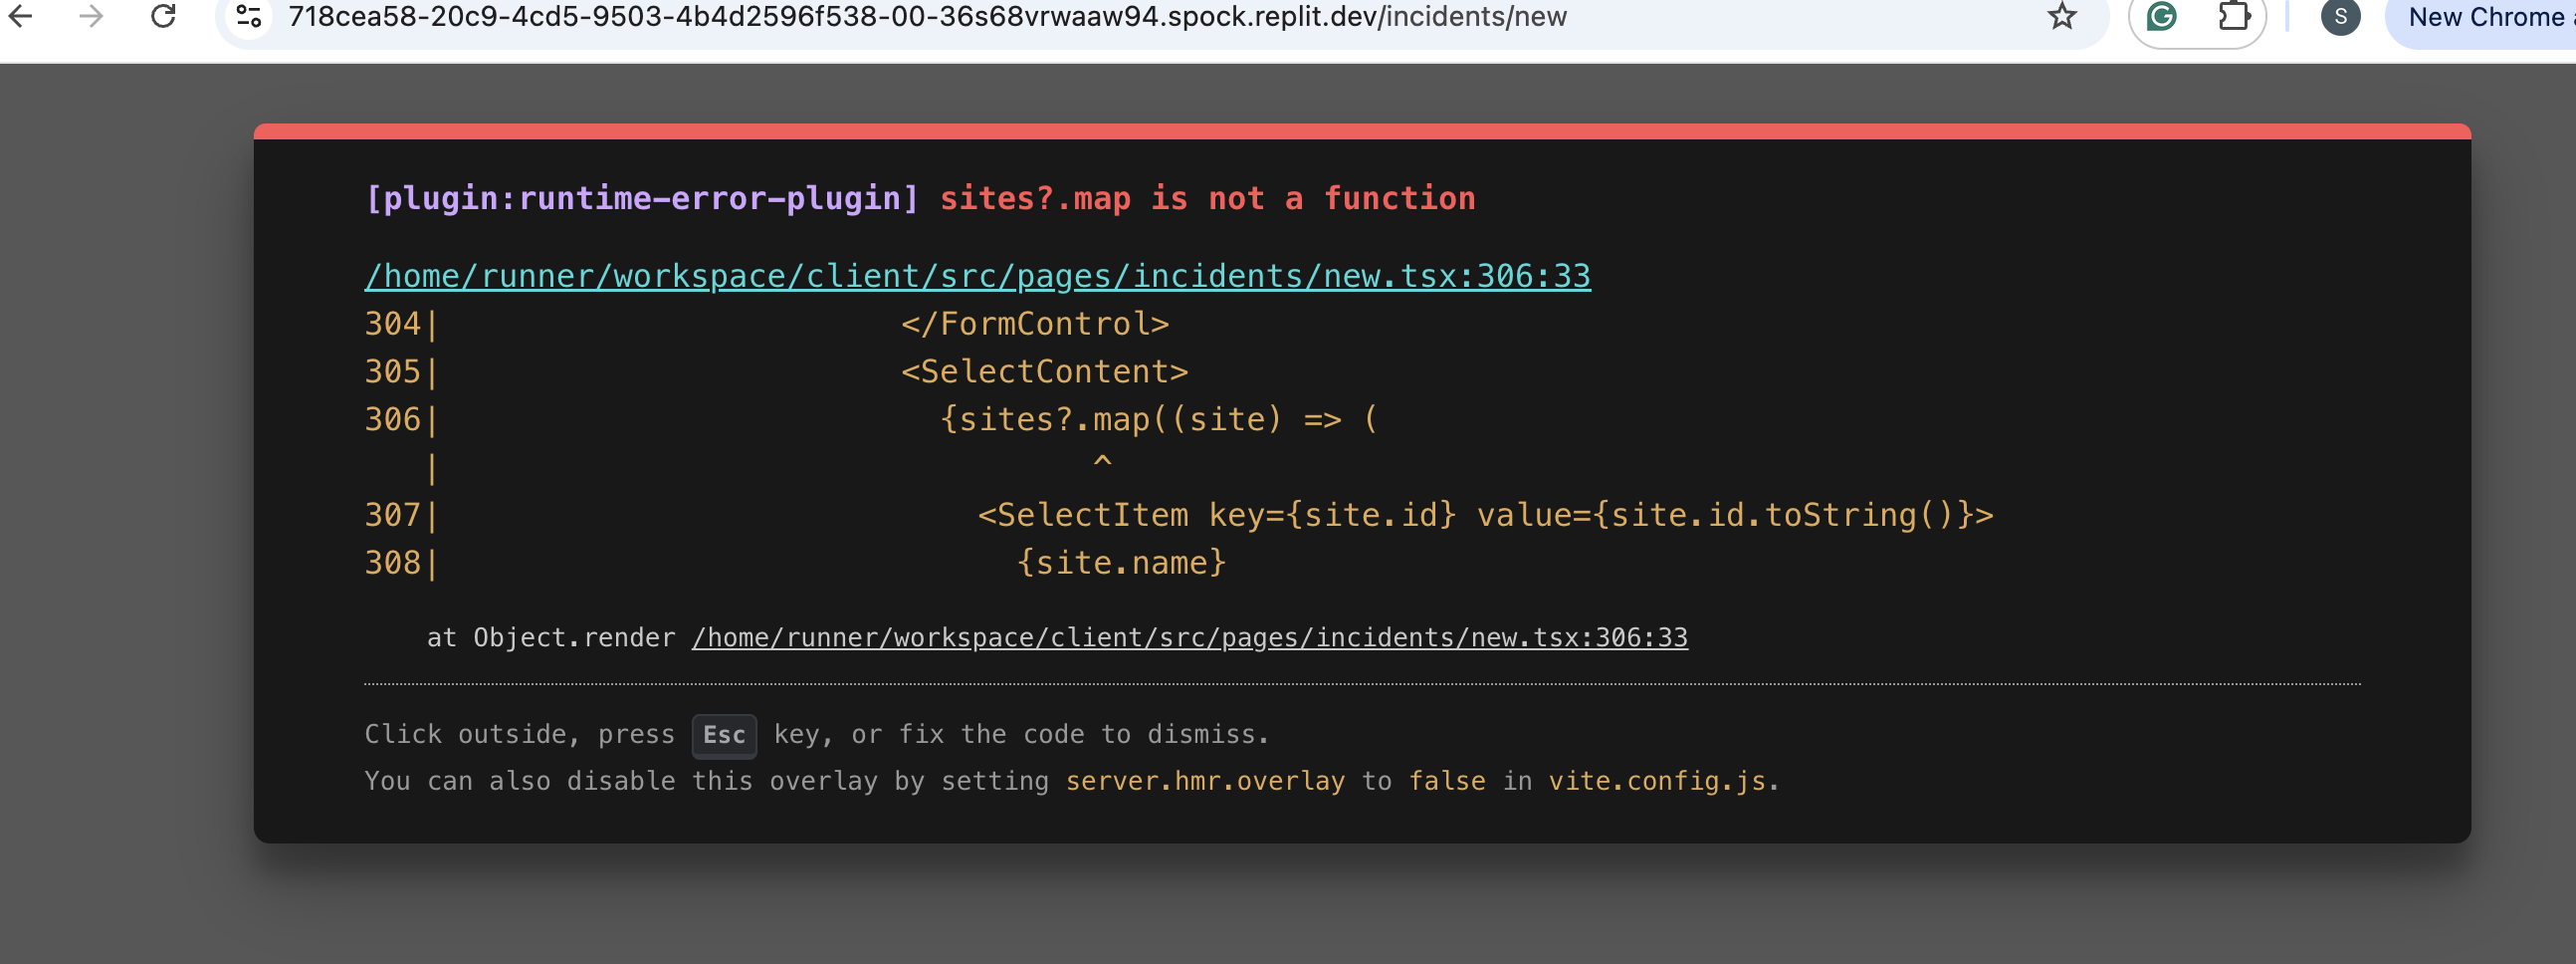 718cea58-20c9-4cd5-9503-4b4d2596f538-00-36s68vrwaaw94.spock.replit.dev/incidents/new
S
New Chrome
[plugin:runtime-error-plugin] sites?.map is not a function
/home/runner/workspace/client/src/pages/incidents/new.tsx:306:33
304|                        </FormControl>
305|                        <SelectContent>
306|                          {sites?.map((site) => (
   |                                  ^
307|                            <SelectItem key={site.id} value={site.id.toString()}>
308|                              {site.name}
at Object.render /home/runner/workspace/client/src/pages/incidents/new.tsx:306:33
Click outside, press Esc key, or fix the code to dismiss.
You can also disable this overlay by setting server.hmr.overlay to false in vite.config.js.